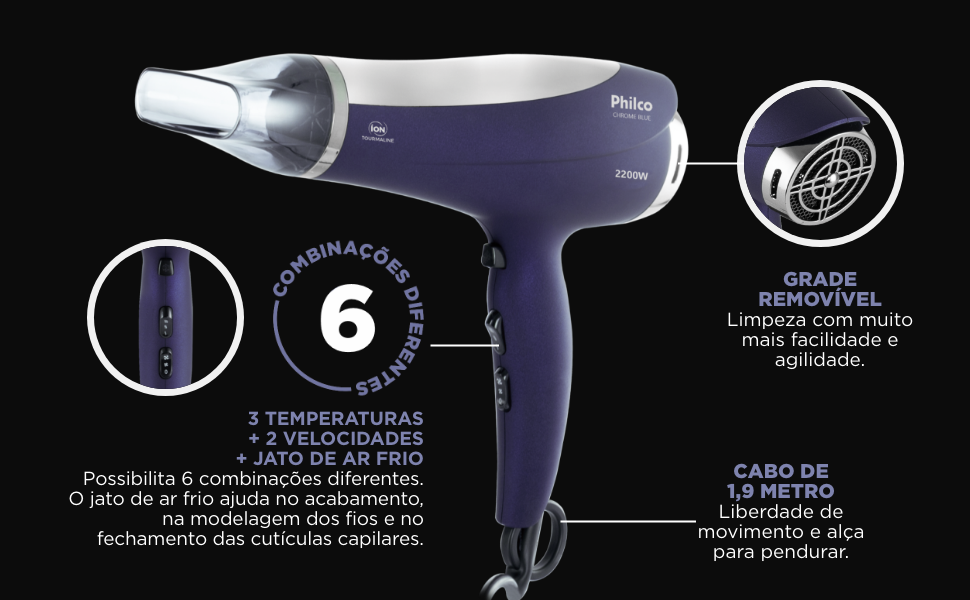 Philco
CHROME BLUE
ION
TOURMALINE
2200W
COMBINAÇÕES DIFERENTES
6
3 TEMPERATURAS
+ 2 VELOCIDADES
+ JATO DE AR FRIO
Possibilita 6 combinações diferentes.
O jato de ar frio ajuda no acabamento,
na modelagem dos fios e no
fechamento das cutículas capilares.
GRADE
REMOVÍVEL
Limpeza com muito
mais facilidade e
agilidade.
CABO DE
1,9 METRO
Liberdade de
movimento e alça
para pendurar.